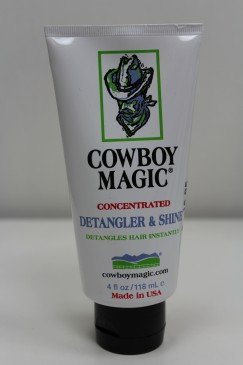 COWBOY
MAGIC®
CONCENTRATED
DETANGLER & SHINE
DETANGLES HAIR INSTANTLY
cowboymagic.com
4 fl oz / 118 mL e
Made in USA